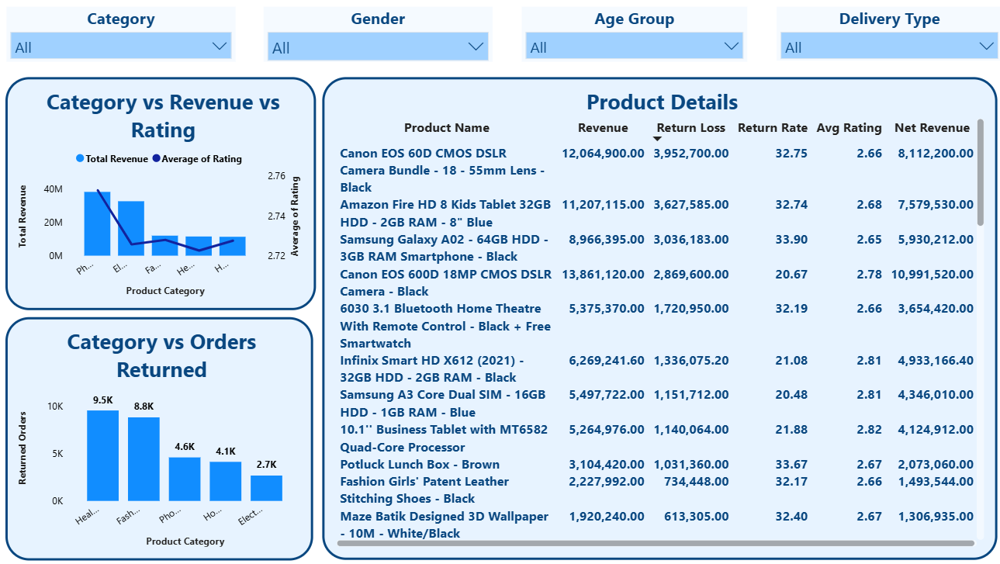 Category
Gender
Age Group
Delivery Type
All
All
All
All
Category vs Revenue vs
Rating
Total Revenue
Average of Rating
Total Revenue
40M
20M
0M
2.76
2.74
2.72
Average of Rating
Ph...
El...
Fa...
He...
H...
Product Category
Category vs Orders
Returned
Returned Orders
10K
5K
0K
9.5K
8.8K
4.6K
4.1K
2.7K
Heal...
Fash...
Pho...
Ho...
Elect...
Product Category
Product Details
Product Name Revenue Return Loss Return Rate Avg Rating Net Revenue
Canon EOS 60D CMOS DSLR 12,064,900.00 3,952,700.00 32.75 2.66 8,112,200.00
Camera Bundle - 18 - 55mm Lens -
Black
Amazon Fire HD 8 Kids Tablet 32GB 11,207,115.00 3,627,585.00 32.74 2.68 7,579,530.00
HDD - 2GB RAM - 8" Blue
Samsung Galaxy A02 - 64GB HDD - 8,966,395.00 3,036,183.00 33.90 2.65 5,930,212.00
3GB RAM Smartphone - Black
Canon EOS 600D 18MP CMOS DSLR 13,861,120.00 2,869,600.00 20.67 2.78 10,991,520.00
Camera - Black
6030 3.1 Bluetooth Home Theatre 5,375,370.00 1,720,950.00 32.19 2.66 3,654,420.00
With Remote Control - Black + Free
Smartwatch
Infinix Smart HD X612 (2021) - 6,269,241.60 1,336,075.20 21.08 2.81 4,933,166.40
32GB HDD - 2GB RAM - Black
Samsung A3 Core Dual SIM - 16GB 5,497,722.00 1,151,712.00 20.48 2.81 4,346,010.00
HDD - 1GB RAM - Blue
10.1'' Business Tablet with MT6582 5,264,976.00 1,140,064.00 21.88 2.82 4,124,912.00
Quad-Core Processor
Potluck Lunch Box - Brown 3,104,420.00 1,031,360.00 33.67 2.67 2,073,060.00
Fashion Girls' Patent Leather 2,227,992.00 734,448.00 32.17 2.66 1,493,544.00
Stitching Shoes - Black
Maze Batik Designed 3D Wallpaper 1,920,240.00 613,305.00 32.40 2.67 1,306,935.00
- 10M - White/Black